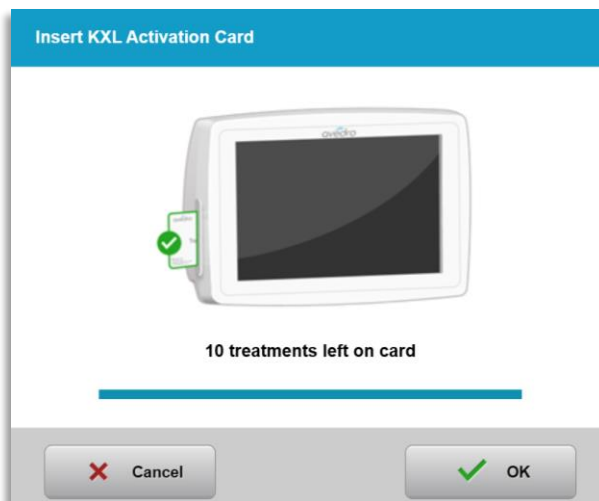 Insert KXL Activation Card
avedro
10 treatments left on card
Cancel
OK